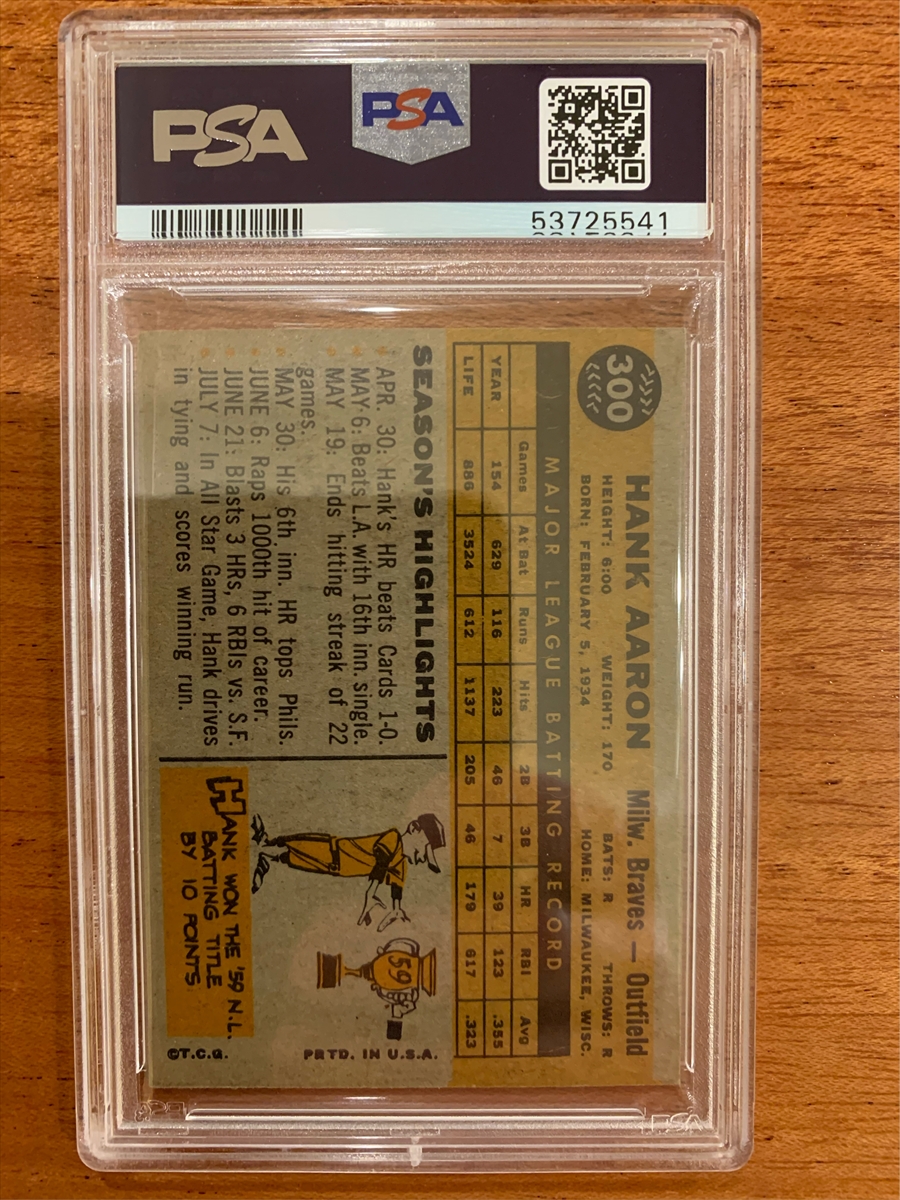 PSA
PSA
53725541
300
HANK AARON Milw. Braves — Outfield
HEIGHT: 6:00 WEIGHT: 170 BATS: R THROWS: R
BORN: FEBRUARY 5, 1934 HOME: MILWAUKEE, WISC.
MAJOR LEAGUE BATTING RECORD
Games At Bat Runs Hits 2B 3B HR RBI Avg
YEAR 154 629 116 223 46 7 39 123 .355
LIFE 886 3524 612 1137 205 46 179 617 .323
SEASON'S HIGHLIGHTS
APR. 30: Hank's HR beats Cards 1-0.
MAY 6: Beats L.A. with 16th inn. single.
MAY 19: Ends hitting streak of 22
games.
MAY 30: His 6th. inn. HR tops Phils.
JUNE 6: Raps 1000th hit of career.
JUNE 21: Blasts 3 HRs, 6 RBIs vs. S.F.
JULY 7: In All Star Game, Hank drives
in tying and scores winning run.
'59
HANK WON THE '59 N.L.
BATTING TITLE
BY 10 POINTS
©T.C.G. PRTD. IN U.S.A.
PSA